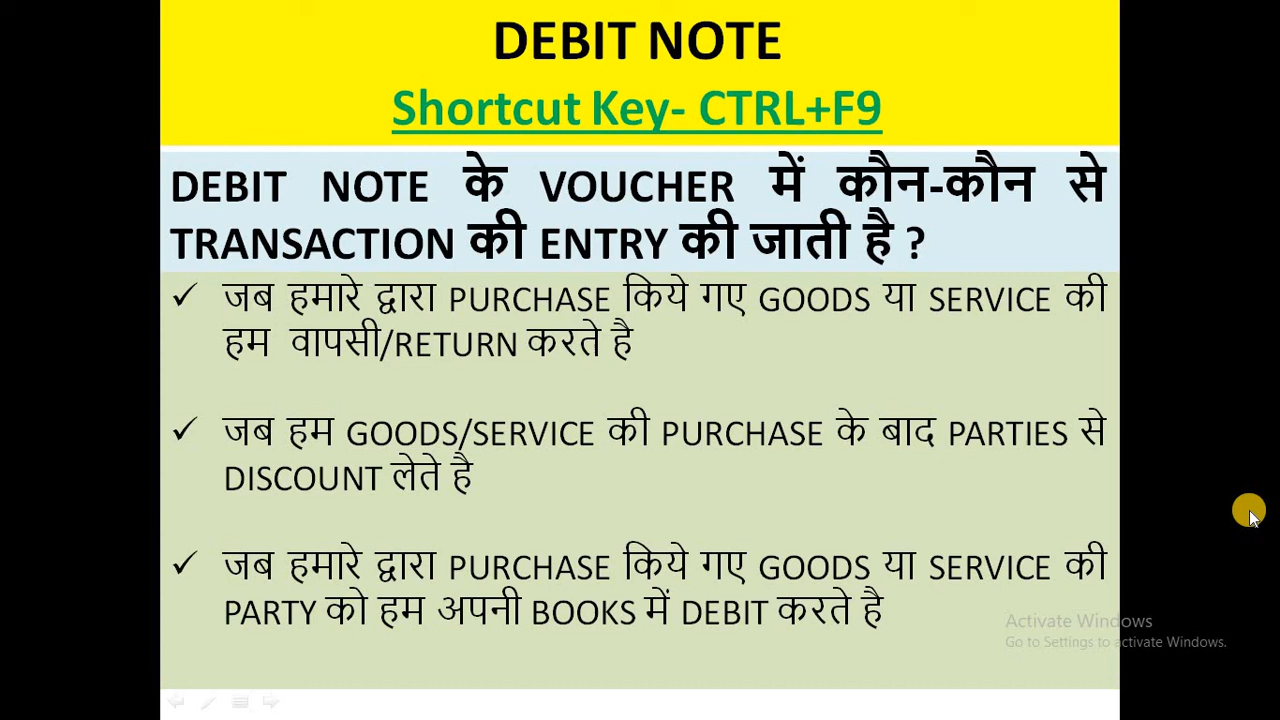 DEBIT NOTE
Shortcut Key- CTRL+F9
DEBIT NOTE के VOUCHER में कौन-कौन से
TRANSACTION की ENTRY की जाती है ?
✓ जब हमारे द्वारा PURCHASE किये गए GOODS या SERVICE की
हम वापसी/RETURN करते है
✓ जब हम GOODS/SERVICE की PURCHASE के बाद PARTIES से
DISCOUNT लेते है
✓ जब हमारे द्वारा PURCHASE किये गए GOODS या SERVICE की
PARTY को हम अपनी BOOKS में DEBIT करते है
Activate Windows
Go to Settings to activate Windows.